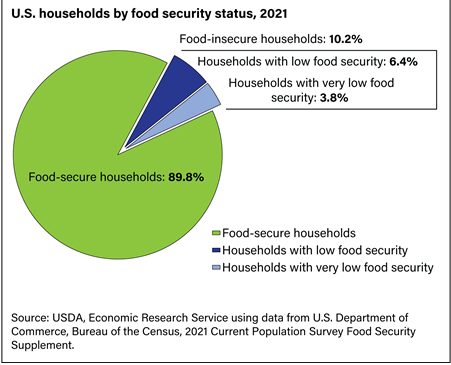 U.S. households by food security status, 2021
Food-insecure households: 10.2%
Households with low food security: 6.4%
Households with very low food
security: 3.8%
Food-secure households: 89.8%
Food-secure households
Households with low food security
Households with very low food security
Source: USDA, Economic Research Service using data from U.S. Department of
Commerce, Bureau of the Census, 2021 Current Population Survey Food Security
Supplement.